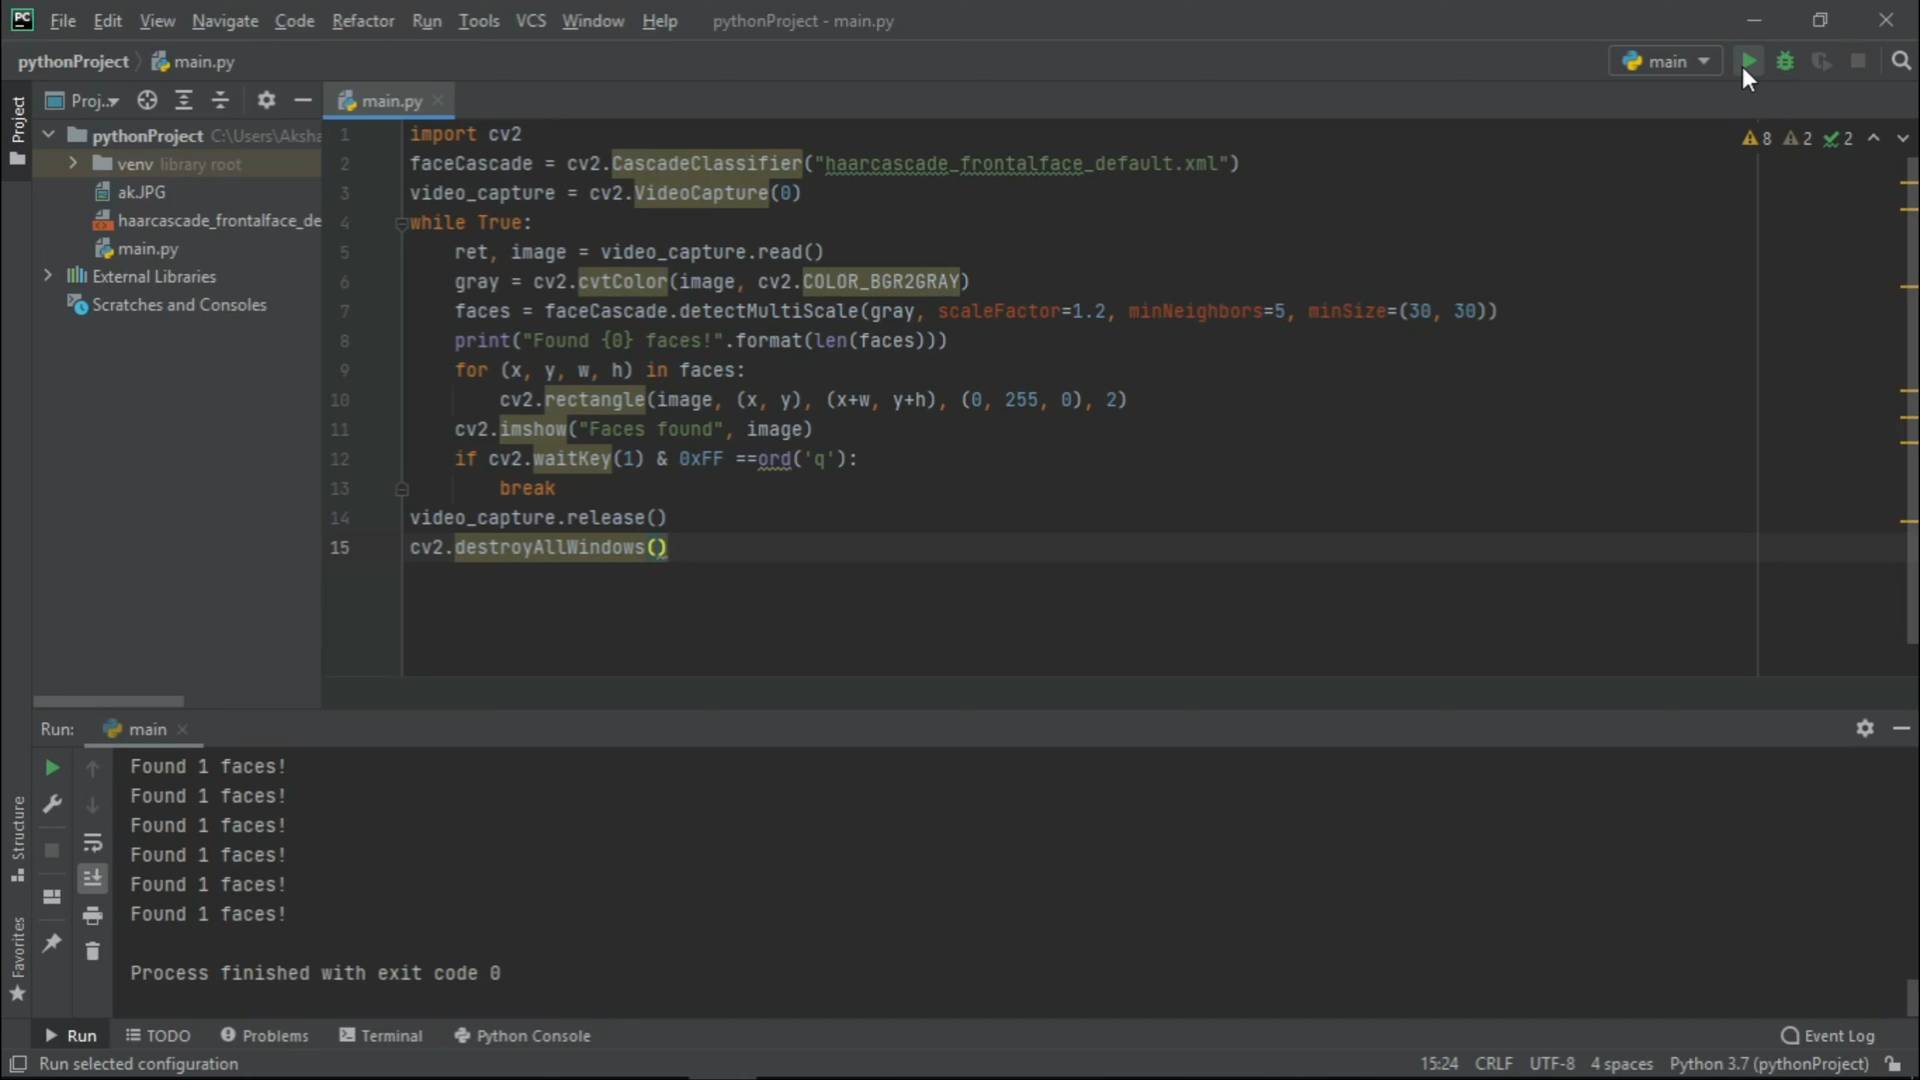 PC File Edit View Navigate Code Refactor Run Tools VCS Window Help pythonProject - main.py
pythonProject main.py main
Project
Proj.. main.py
pythonProject C:\Users\Aksha
venv library root
ak.JPG
haarcascade_frontalface_de
main.py
External Libraries
Scratches and Consoles
8 2 2
1 import cv2
2 faceCascade = cv2.CascadeClassifier("haarcascade_frontalface_default.xml")
3 video_capture = cv2.VideoCapture(0)
4 while True:
5 ret, image = video_capture.read()
6 gray = cv2.cvtColor(image, cv2.COLOR_BGR2GRAY)
7 faces = faceCascade.detectMultiScale(gray, scaleFactor=1.2, minNeighbors=5, minSize=(30, 30))
8 print("Found {0} faces!".format(len(faces)))
9 for (x, y, w, h) in faces:
10 cv2.rectangle(image, (x, y), (x+w, y+h), (0, 255, 0), 2)
11 cv2.imshow("Faces found", image)
12 if cv2.waitKey(1) & 0xFF ==ord('q'):
13 break
14 video_capture.release()
15 cv2.destroyAllWindows()
Run: main
Found 1 faces!
Found 1 faces!
Found 1 faces!
Found 1 faces!
Found 1 faces!
Found 1 faces!
Process finished with exit code 0
Structure
Favorites
Run TODO Problems Terminal Python Console Event Log
Run selected configuration 15:24 CRLF UTF-8 4 spaces Python 3.7 (pythonProject)